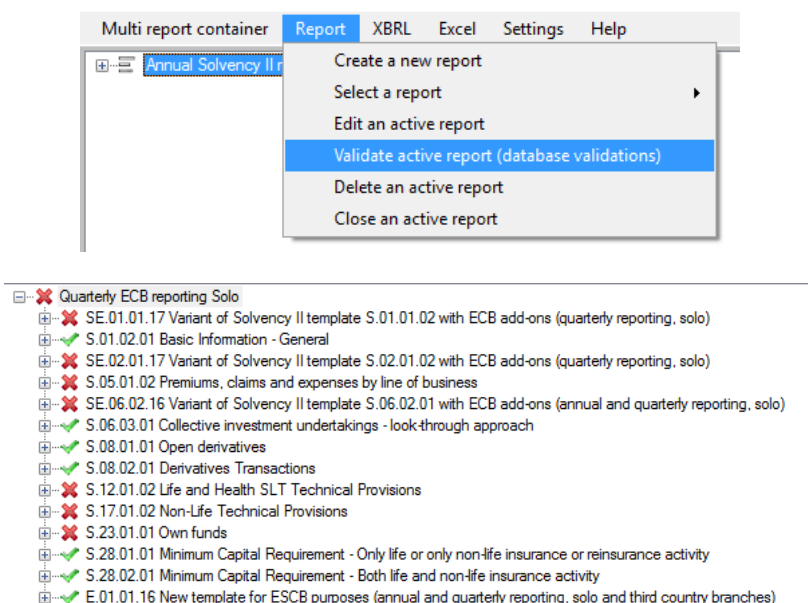 Multi report container Report XBRL Excel Settings Help
Annual Solvency II r
Create a new report
Select a report
Edit an active report
Validate active report (database validations)
Delete an active report
Close an active report
Quarterly ECB reporting Solo
SE.01.01.17 Variant of Solvency II template S.01.01.02 with ECB add-ons (quarterly reporting, solo)
S.01.02.01 Basic Information - General
SE.02.01.17 Variant of Solvency II template S.02.01.02 with ECB add-ons (quarterly reporting, solo)
S.05.01.02 Premiums, claims and expenses by line of business
SE.06.02.16 Variant of Solvency II template S.06.02.01 with ECB add-ons (annual and quarterly reporting, solo)
S.06.03.01 Collective investment undertakings - look-through approach
S.08.01.01 Open derivatives
S.08.02.01 Derivatives Transactions
S.12.01.02 Life and Health SLT Technical Provisions
S.17.01.02 Non-Life Technical Provisions
S.23.01.01 Own funds
S.28.01.01 Minimum Capital Requirement - Only life or only non-life insurance or reinsurance activity
S.28.02.01 Minimum Capital Requirement - Both life and non-life insurance activity
E.01.01.16 New template for ESCB purposes (annual and quarterly reporting, solo and third country branches)